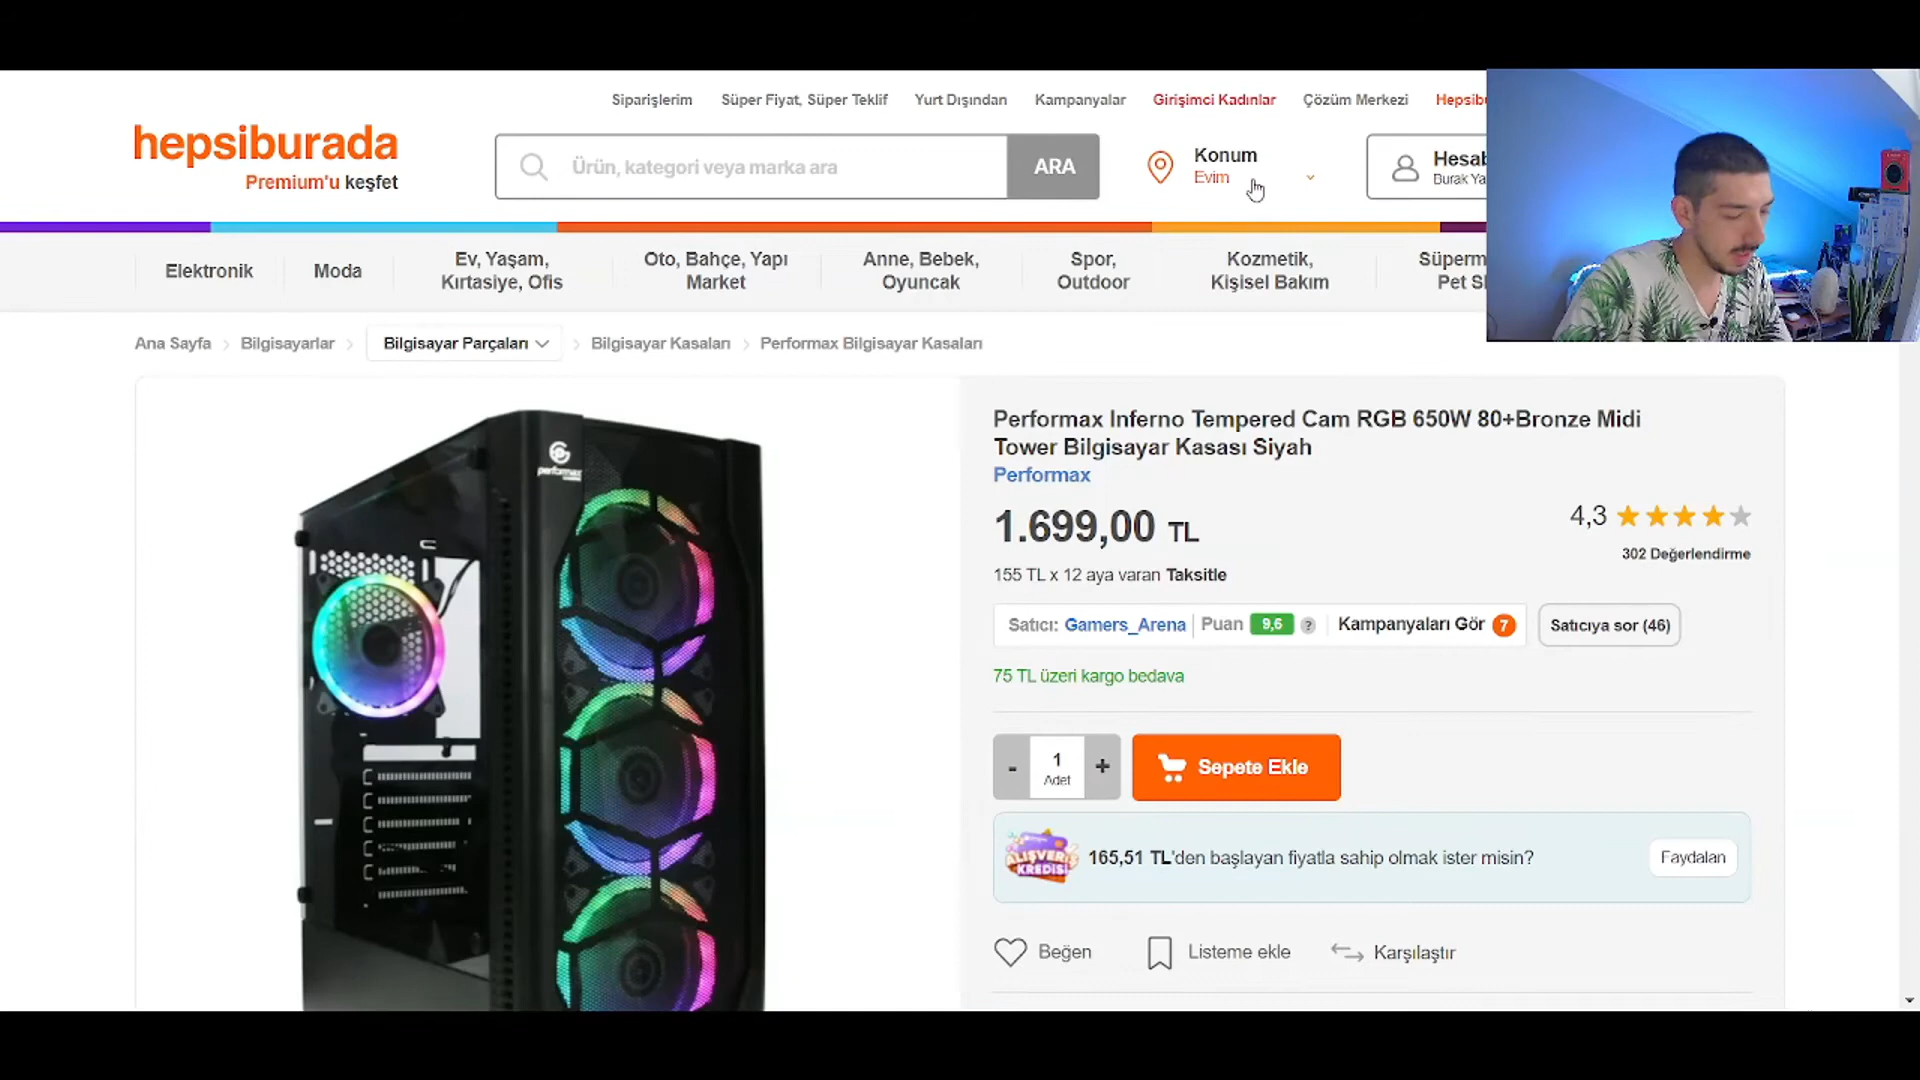 Siparişlerim
Süper Fiyat, Süper Teklif
Yurt Dışından
Kampanyalar
Girişimci Kadınlar
Çözüm Merkezi
hepsiburada
Premium'u keşfet
Ürün, kategori veya marka ara
ARA
Konum
Evim
Elektronik
Moda
Ev, Yaşam,
Kırtasiye, Ofis
Oto, Bahçe, Yapı
Market
Anne, Bebek,
Oyuncak
Spor,
Outdoor
Kozmetik,
Kişisel Bakım
Ana Sayfa
Bilgisayarlar
Bilgisayar Parçaları
Bilgisayar Kasaları
Performax Bilgisayar Kasaları
performax
Performax Inferno Tempered Cam RGB 650W 80+Bronze Midi
Tower Bilgisayar Kasası Siyah
Performax
1.699,00 TL
4,3
302 Değerlendirme
155 TL x 12 aya varan Taksitle
Satıcı: Gamers_Arena
Puan 9,6 ?
Kampanyaları Gör 7
Satıcıya sor (46)
75 TL üzeri kargo bedava
- 1 +
Adet
Sepete Ekle
ALIŞVERİŞ
KREDİSİ
165,51 TL'den başlayan fiyatla sahip olmak ister misin?
Faydalan
Beğen
Listeme ekle
Karşılaştır